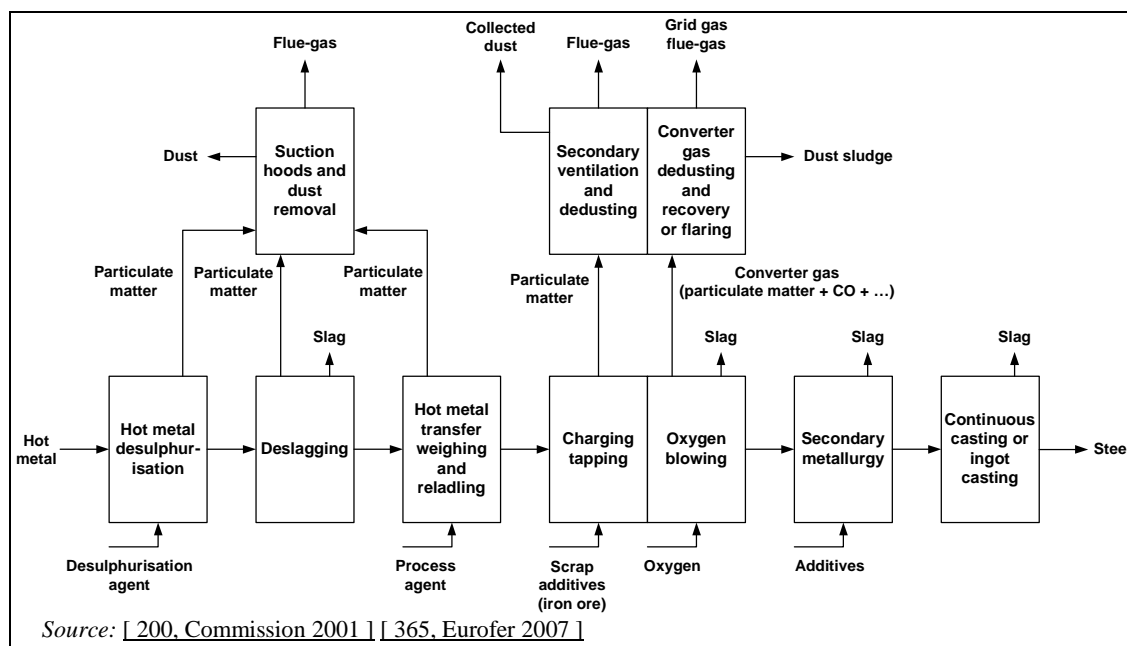 Collected
dust
Flue-gas
Grid gas
flue-gas
Flue-gas
Dust
Suction
hoods and
dust
removal
Secondary
ventilation
and
dedusting
Converter
gas
dedusting
and
recovery
or flaring
Dust sludge
Particulate
matter
Particulate
matter
Particulate
matter
Particulate
matter
Converter gas
(particulate matter + CO + …)
Slag
Slag
Slag
Slag
Hot
metal
Hot metal
desulphur-
isation
Deslagging
Hot metal
transfer
weighing
and
reladling
Charging
tapping
Oxygen
blowing
Secondary
metallurgy
Continuous
casting or
ingot
casting
Stee
Desulphurisation
agent
Process
agent
Scrap
additives
(iron ore)
Oxygen
Additives
Source: [ 200, Commission 2001 ] [ 365, Eurofer 2007 ]